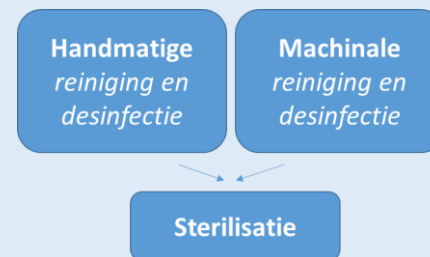 Handmatige
reiniging en
desinfectie
Machinale
reiniging en
desinfectie
Sterilisatie